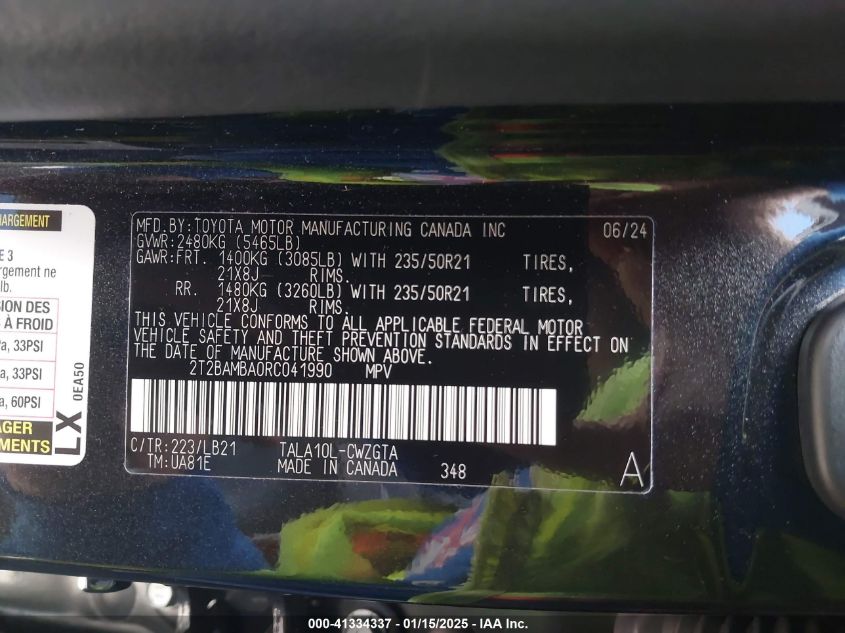 HARGEMENT
E 3
argement ne
lb.
SION DES
À FROID
a, 33PSI
a, 33PSI
a, 60PSI
AGER
EMENTS
LX
0EA50
MFD.BY:TOYOTA MOTOR MANUFACTURING CANADA INC 06/24
GVWR:2480KG (5465LB)
GAWR:FRT. 1400KG (3085LB) WITH 235/50R21 TIRES,
21X8J RIMS.
RR. 1480KG (3260LB) WITH 235/50R21 TIRES,
21X8J RIMS.
THIS VEHICLE CONFORMS TO ALL APPLICABLE FEDERAL MOTOR
VEHICLE SAFETY AND THEFT PREVENTION STANDARDS IN EFFECT ON
THE DATE OF MANUFACTURE SHOWN ABOVE.
2T2BAMBA0RC041990 MPV
C/TR:223/LB21 TALA10L-CWZGTA
TM:UA81E MADE IN CANADA 348 A
000-41334337 - 01/15/2025 - IAA Inc.